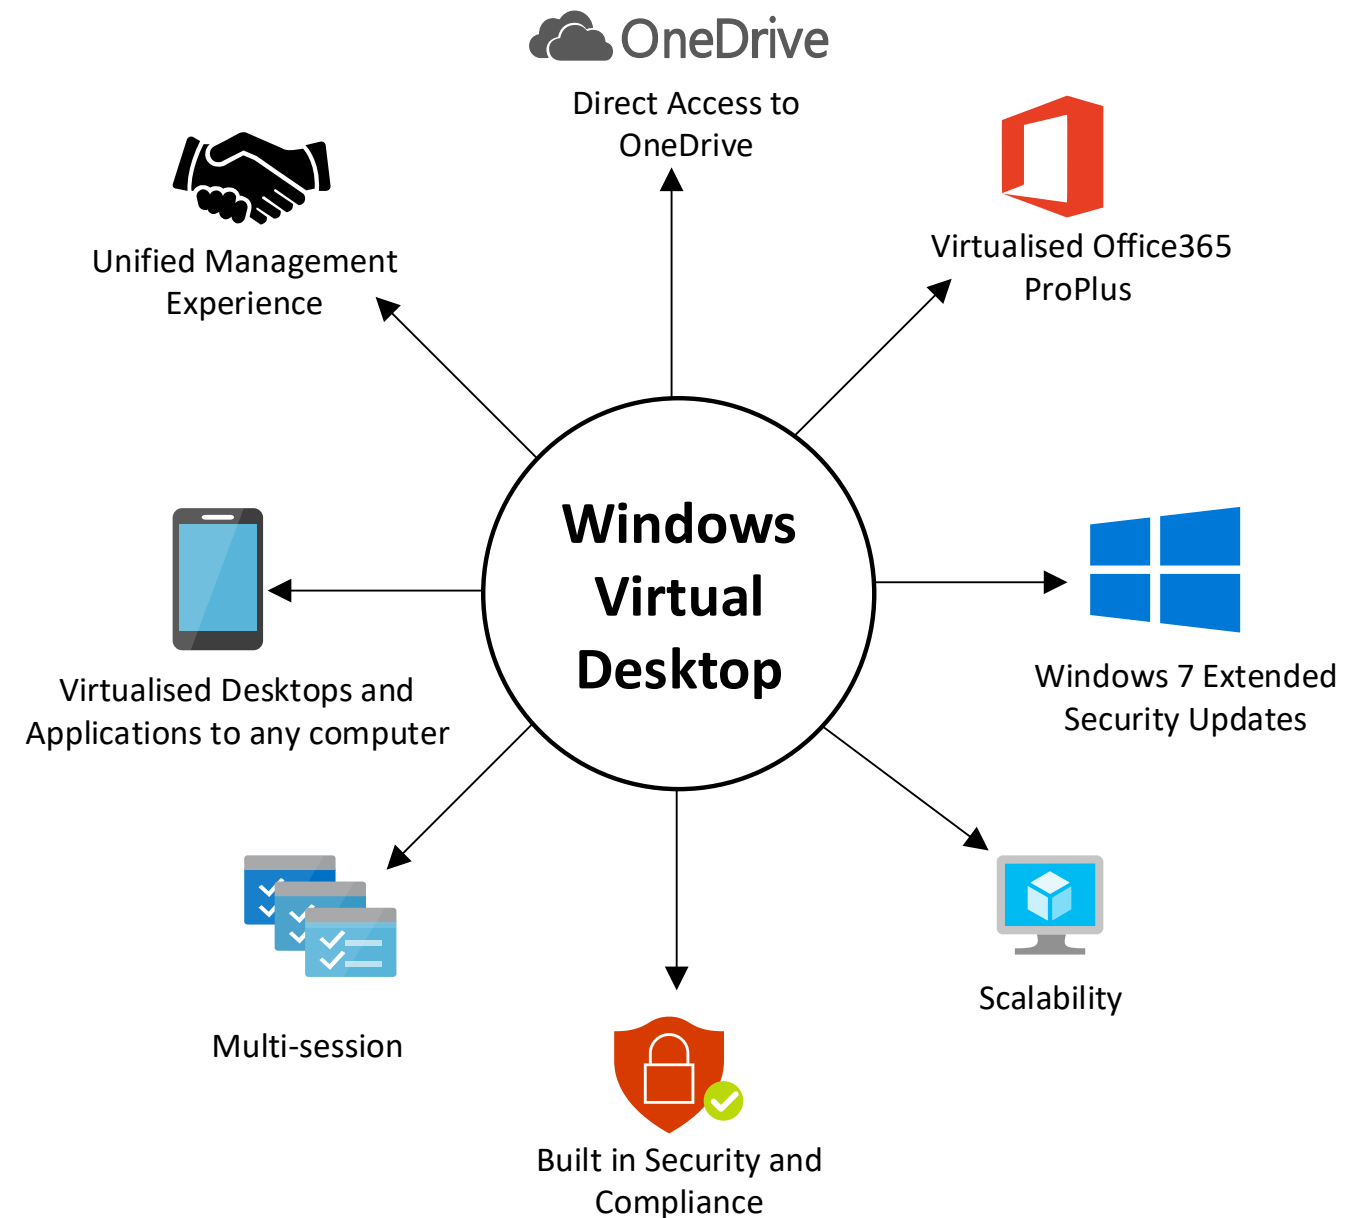 OneDrive
Direct Access to
OneDrive
Virtualised Office365
ProPlus
Unified Management
Experience
Windows
Virtual
Desktop
Windows 7 Extended
Security Updates
Virtualised Desktops and
Applications to any computer
Scalability
Multi-session
Built in Security and
Compliance